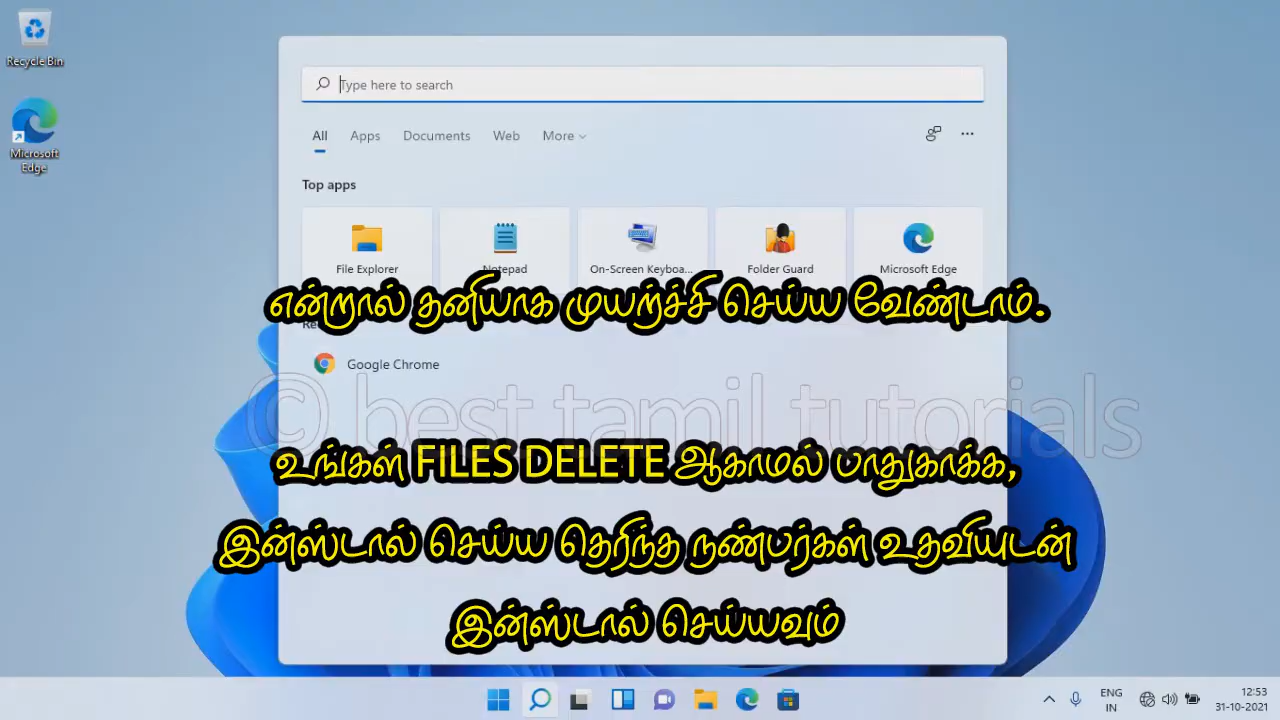 Recycle Bin
Microsoft
Edge
Type here to search
All Apps Documents Web More
Top apps
File Explorer Notepad On-Screen Keyboa... Folder Guard Microsoft Edge
என்றால் தனியாக முயற்ச்சி செய்ய வேண்டாம்.
Google Chrome
© best tamil tutorials
உங்கள் FILES DELETE ஆகாமல் பாதுகாக்க,
இன்ஸ்டால் செய்ய தெரிந்த நண்பர்கள் உதவியுடன்
இன்ஸ்டால் செய்யவும்
ENG
IN
12:53
31-10-2021